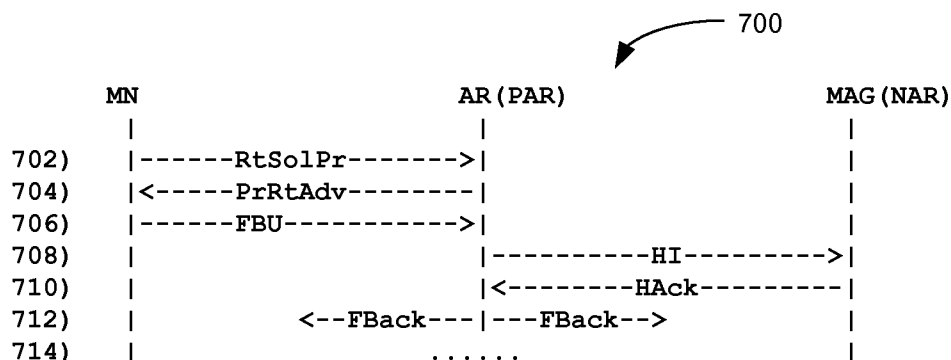 700
MN AR(PAR) MAG(NAR)
| | |
702) |------RtSolPr------->| |
704) |<-----PrRtAdv--------| |
706) |------FBU----------->| |
708) | |----------HI--------->|
710) | |<---------HAck---------|
712) | <--FBack---|---FBack--> |
714) | ...... |